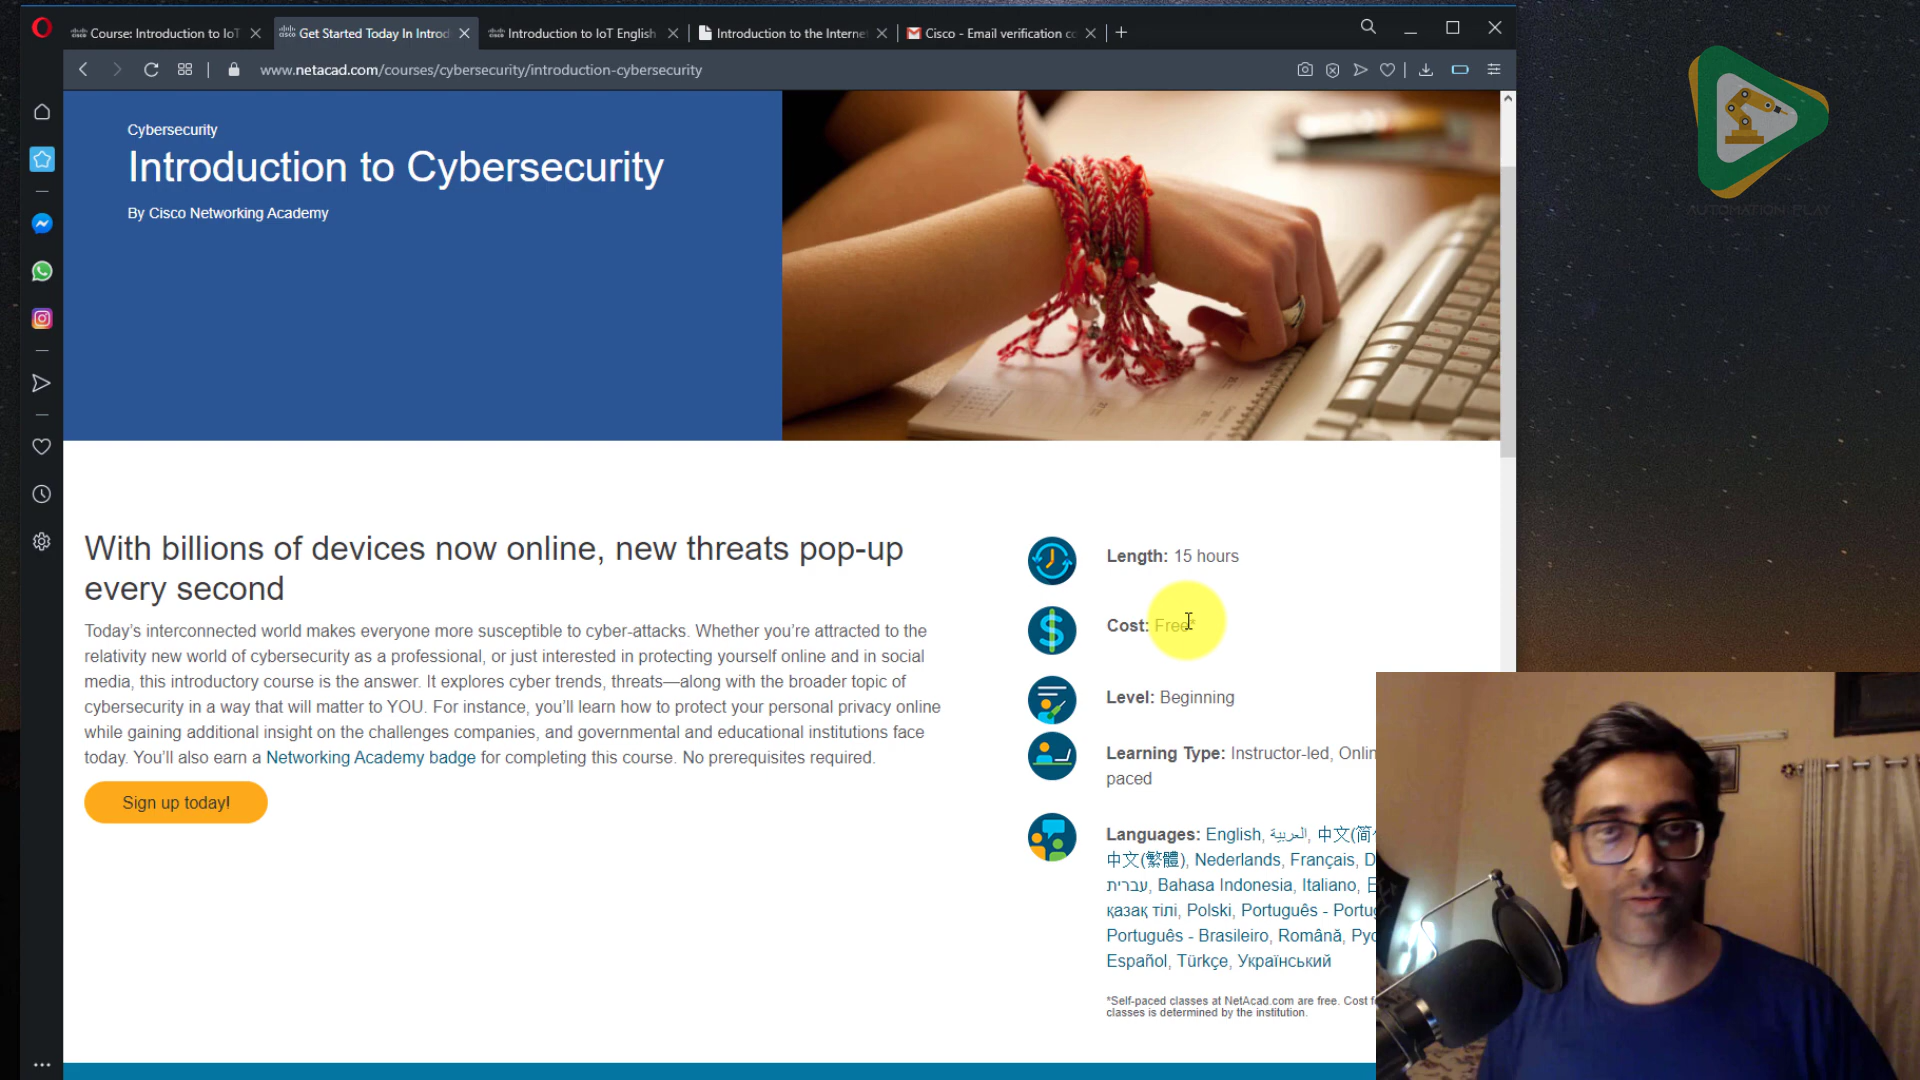 Course: Introduction to IoT
Get Started Today In Introd
Introduction to IoT English
Introduction to the Interne
Cisco - Email verification co
www.netacad.com/courses/cybersecurity/introduction-cybersecurity
AUTOMATION PLAY
Cybersecurity
Introduction to Cybersecurity
By Cisco Networking Academy
With billions of devices now online, new threats pop-up
every second
Today’s interconnected world makes everyone more susceptible to cyber-attacks. Whether you’re attracted to the
relativity new world of cybersecurity as a professional, or just interested in protecting yourself online and in social
media, this introductory course is the answer. It explores cyber trends, threats—along with the broader topic of
cybersecurity in a way that will matter to YOU. For instance, you’ll learn how to protect your personal privacy online
while gaining additional insight on the challenges companies, and governmental and educational institutions face
today. You’ll also earn a Networking Academy badge for completing this course. No prerequisites required.
Sign up today!
Length: 15 hours
Cost: Free*
Level: Beginning
Learning Type: Instructor-led, Onlin
paced
Languages: English, العربية, 中文(简
中文(繁體), Nederlands, Français, D
עברית, Bahasa Indonesia, Italiano,
қазақ тілі, Polski, Português - Portug
Português - Brasileiro, Română, Рус
Español, Türkçe, Український
*Self-paced classes at NetAcad.com are free. Cost f
classes is determined by the institution.